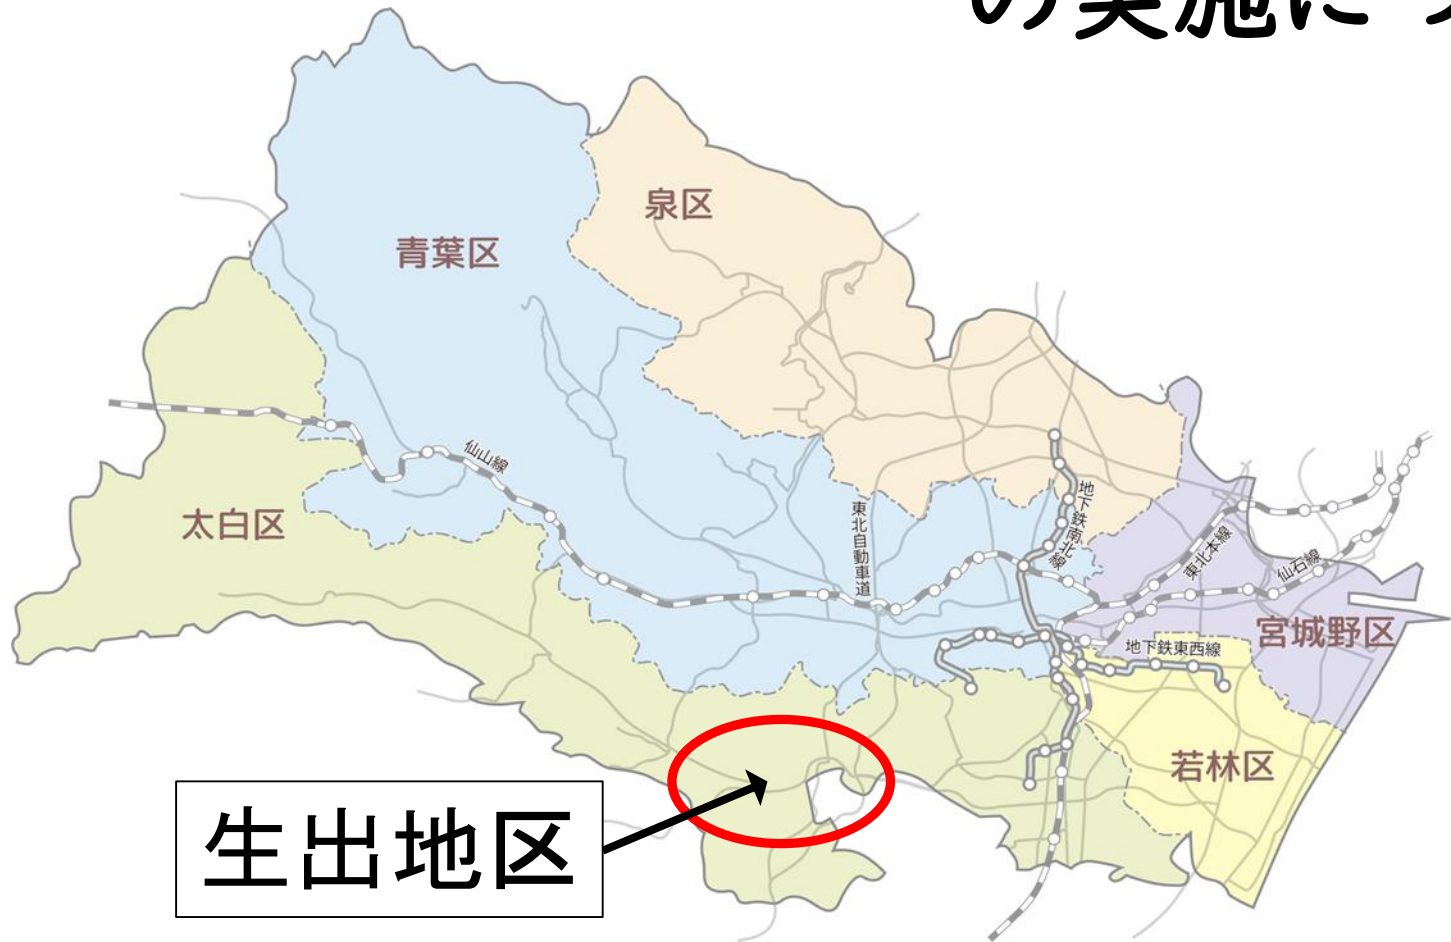 の実施につ
泉区
青葉区
仙山線
太白区
東北自動車道
地下鉄南北線
東北本線
仙石線
宮城野区
地下鉄東西線
若林区
生出地区